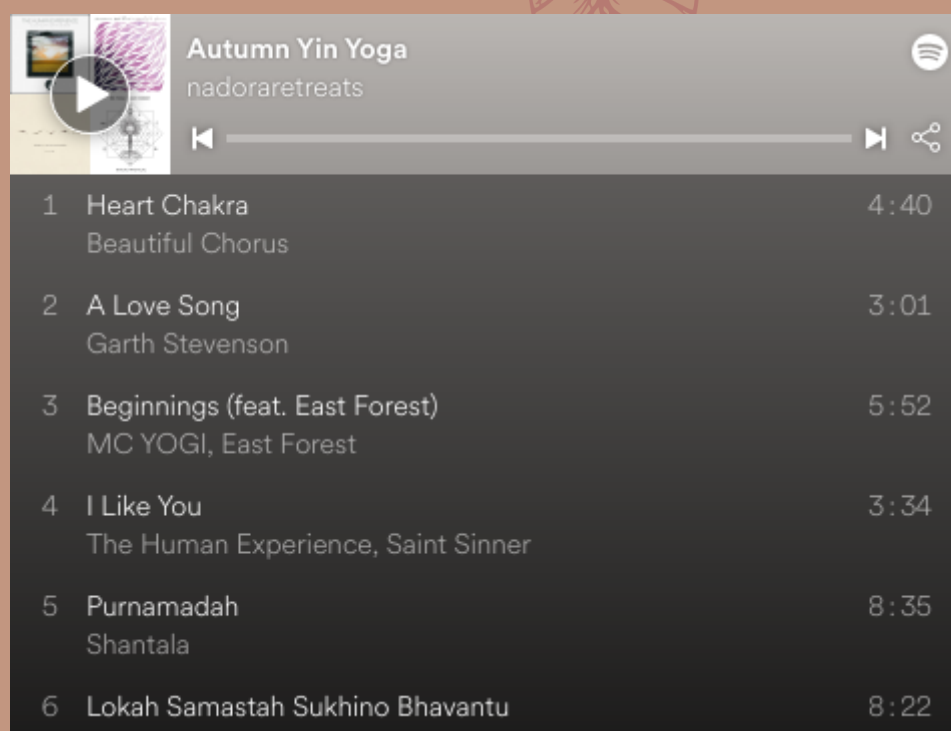 Autumn Yin Yoga
nadoraretreats
1 Heart Chakra 4:40
Beautiful Chorus
2 A Love Song 3:01
Garth Stevenson
3 Beginnings (feat. East Forest) 5:52
MC YOGI, East Forest
4 I Like You 3:34
The Human Experience, Saint Sinner
5 Purnamadah 8:35
Shantala
6 Lokah Samastah Sukhino Bhavantu 8:22